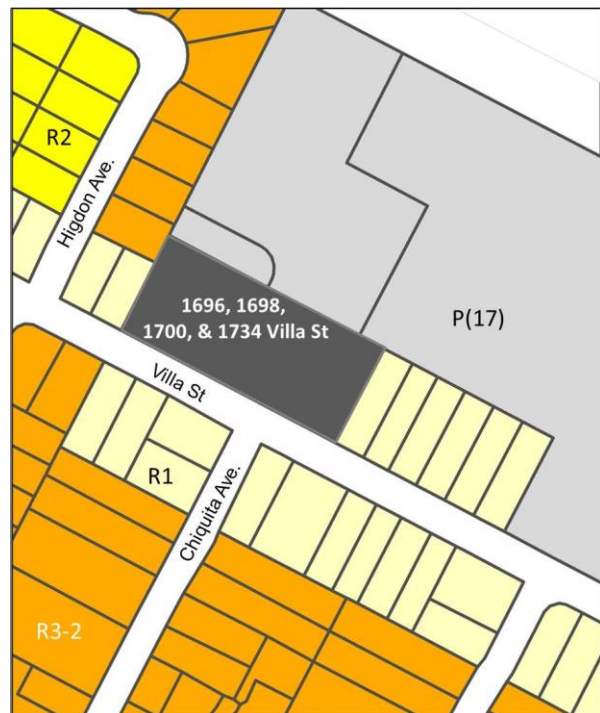 R2
Higdon Ave.
1696, 1698,
1700, & 1734 Villa St
P(17)
Villa St
R1
Chiquita Ave.
R3-2